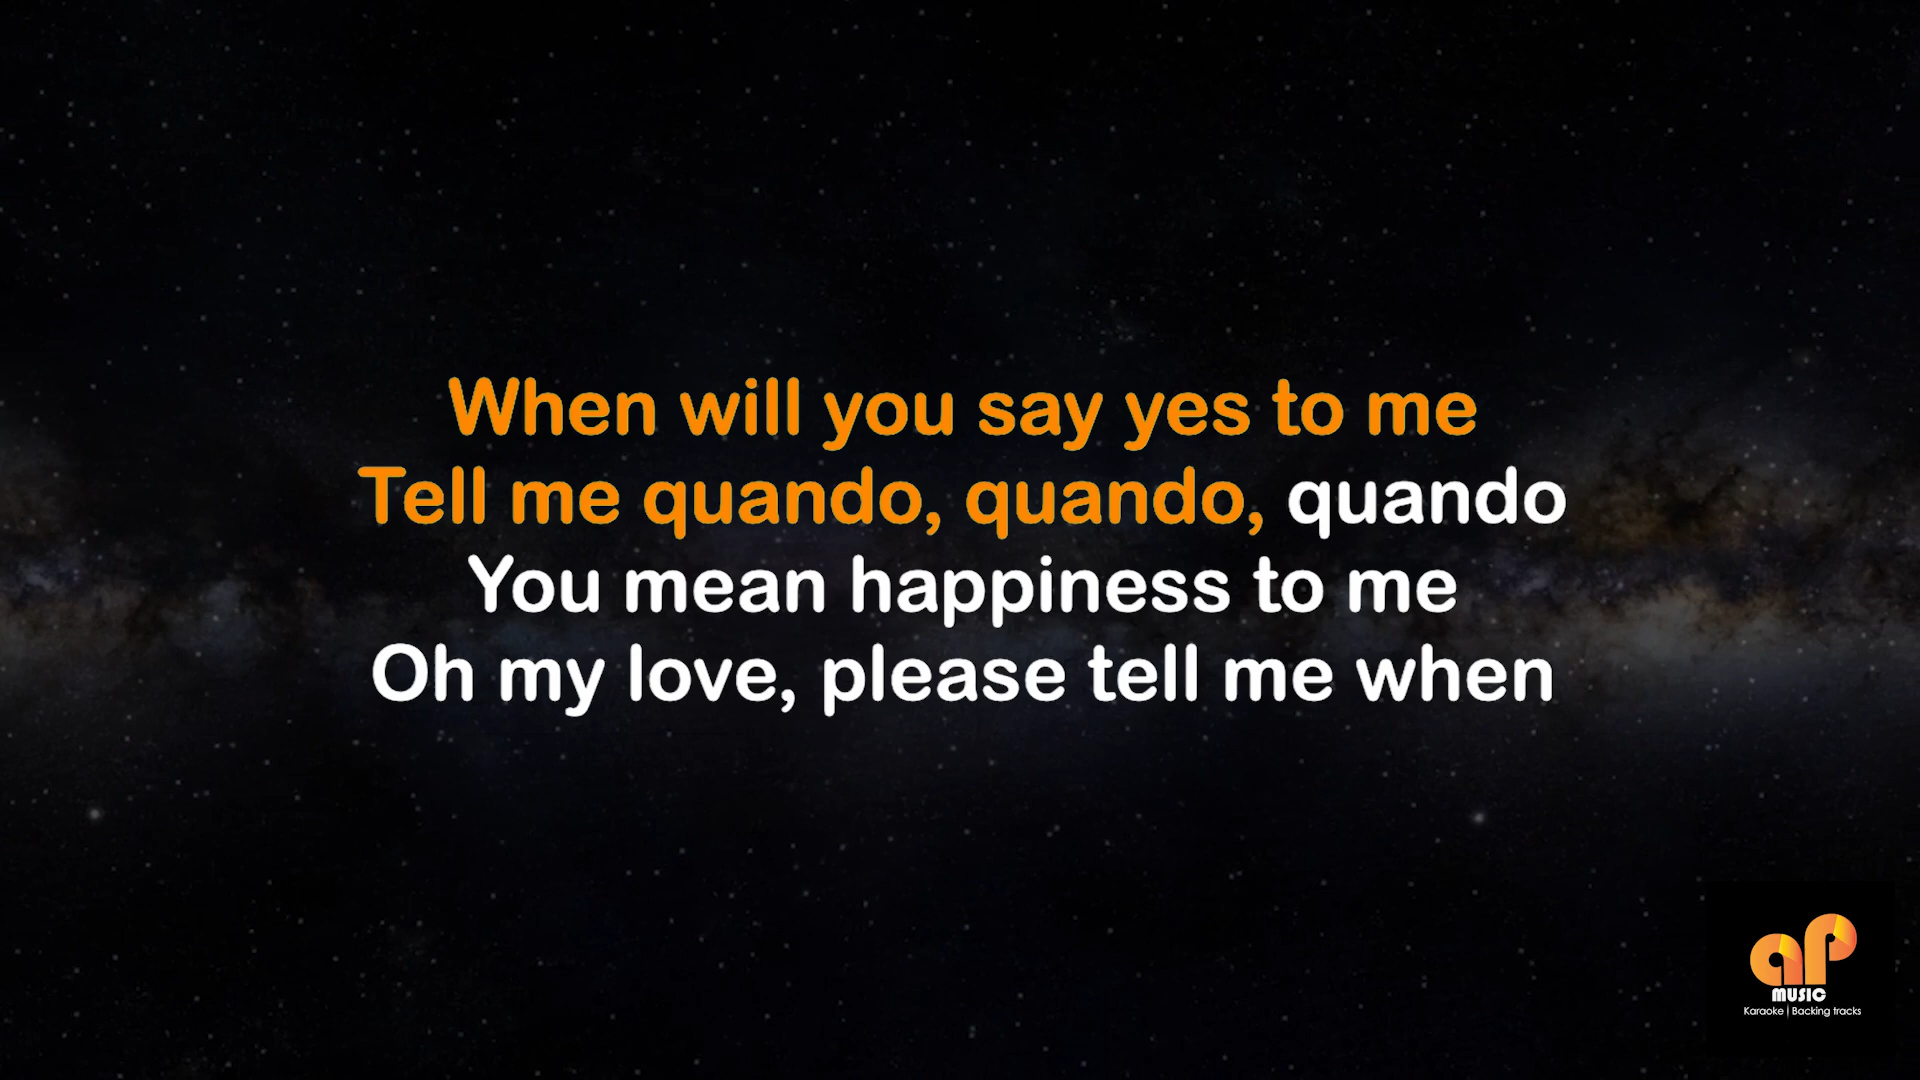 When will you say yes to me
Tell me quando, quando, quando
You mean happiness to me
Oh my love, please tell me when
ap
MUSIC
Karaoke | Backing tracks